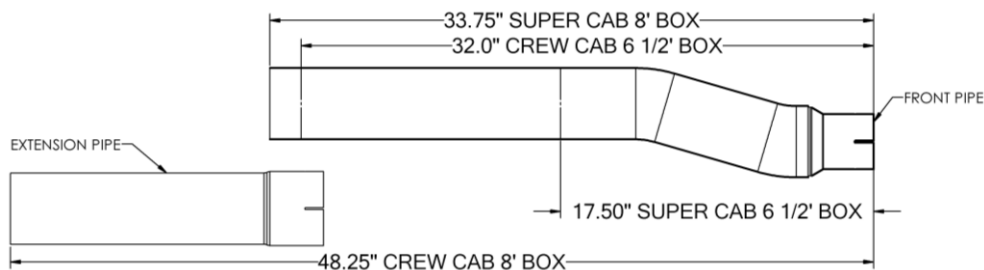 33.75" SUPER CAB 8' BOX
32.0" CREW CAB 6 1/2' BOX
FRONT PIPE
EXTENSION PIPE
17.50" SUPER CAB 6 1/2' BOX
48.25" CREW CAB 8' BOX